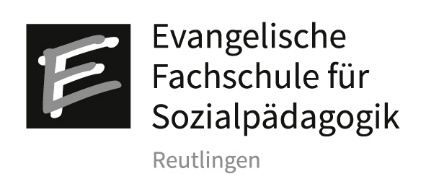 E
Evangelische
Fachschule für
Sozialpädagogik
Reutlingen